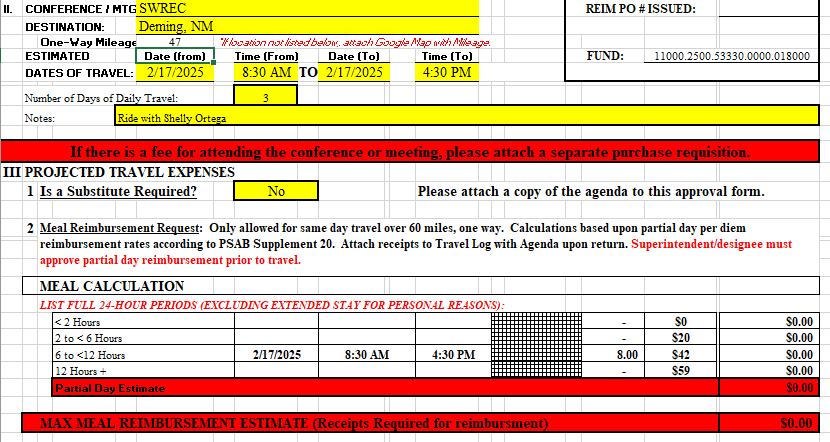 II. CONFERENCE / MTG SWREC REIM PO # ISSUED:
DESTINATION: Deming, NM
One-Way Mileage 47 *If location not listed below, attach Google Map with Mileage.
ESTIMATED Date (from) Time (From) Date (To) Time (To) FUND: 11000.2500.53330.0000.018000
DATES OF TRAVEL: 2/17/2025 8:30 AM TO 2/17/2025 4:30 PM
Number of Days of Daily Travel: 3
Notes: Ride with Shelly Ortega
If there is a fee for attending the conference or meeting, please attach a separate purchase requisition.
III PROJECTED TRAVEL EXPENSES
1 Is a Substitute Required? No Please attach a copy of the agenda to this approval form.
2 Meal Reimbursement Request: Only allowed for same day travel over 60 miles, one way. Calculations based upon partial day per diem
reimbursement rates according to PSAB Supplement 20. Attach receipts to Travel Log with Agenda upon return. Superintendent/designee must
approve partial day reimbursement prior to travel.
MEAL CALCULATION
LIST FULL 24-HOUR PERIODS (EXCLUDING EXTENDED STAY FOR PERSONAL REASONS):
< 2 Hours - $0 $0.00
2 to < 6 Hours - $20 $0.00
6 to <12 Hours 2/17/2025 8:30 AM 4:30 PM 8.00 $42 $0.00
12 Hours + - $59 $0.00
Partial Day Estimate $0.00
MAX MEAL REIMBURSEMENT ESTIMATE (Receipts Required for reimbursment) $0.00